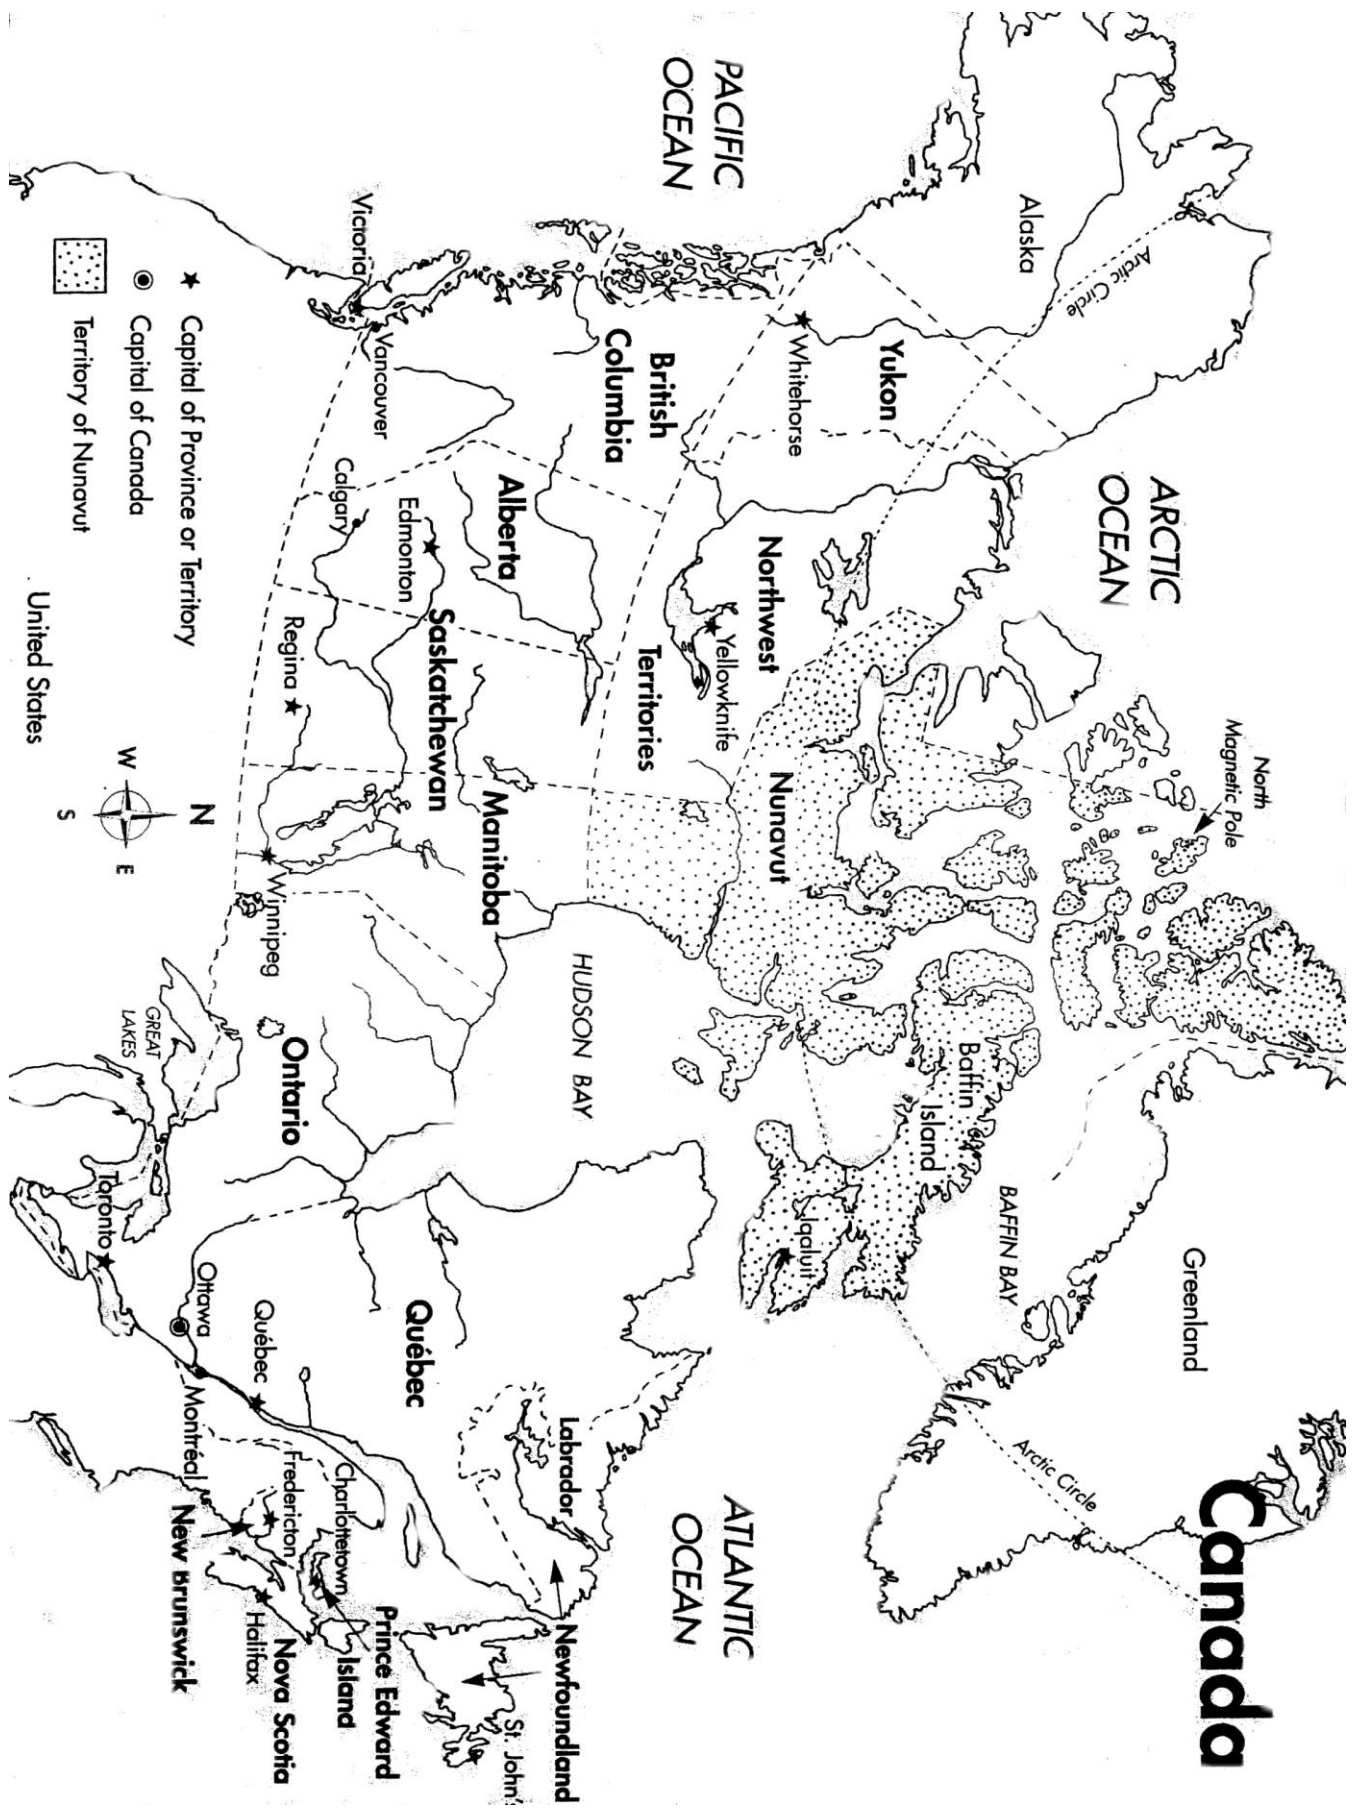 Canada
PACIFIC
OCEAN
ARCTIC
OCEAN
Alaska
Arctic Circle
North
Magnetic Pole
Greenland
BAFFIN BAY
Arctic Circle
Yukon
Whitehorse
Northwest
Territories
Yellowknife
Nunavut
Baffin
Island
Iqaluit
British
Columbia
Victoria
Vancouver
Alberta
Edmonton
Calgary
Saskatchewan
Regina
Manitoba
Winnipeg
HUDSON BAY
Ontario
GREAT
LAKES
Toronto
Ottawa
Québec
Québec
Montréal
Labrador
ATLANTIC
OCEAN
Newfoundland
St. John's
Prince Edward
Island
Charlottetown
Fredericton
Nova Scotia
Halifax
New Brunswick
United States
N
W
E
S
Capital of Province or Territory
Capital of Canada
Territory of Nunavut